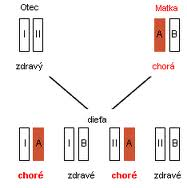 Otec Matka
I II A B
zdravý chorá
dieťa
I A I B II A II B
choré zdravé choré zdravé